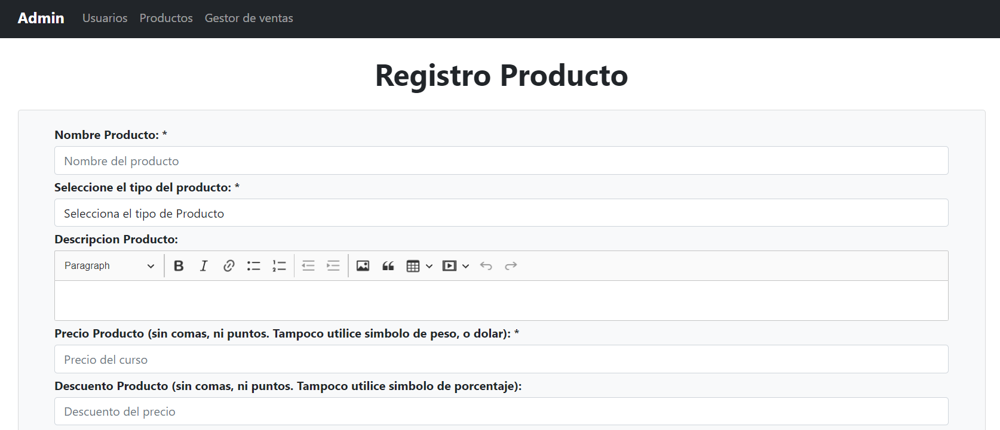 Admin Usuarios Productos Gestor de ventas
Registro Producto
Nombre Producto: *
Nombre del producto
Seleccione el tipo del producto: *
Selecciona el tipo de Producto
Descripcion Producto:
Paragraph
Precio Producto (sin comas, ni puntos. Tampoco utilice simbolo de peso, o dolar): *
Precio del curso
Descuento Producto (sin comas, ni puntos. Tampoco utilice simbolo de porcentaje):
Descuento del precio